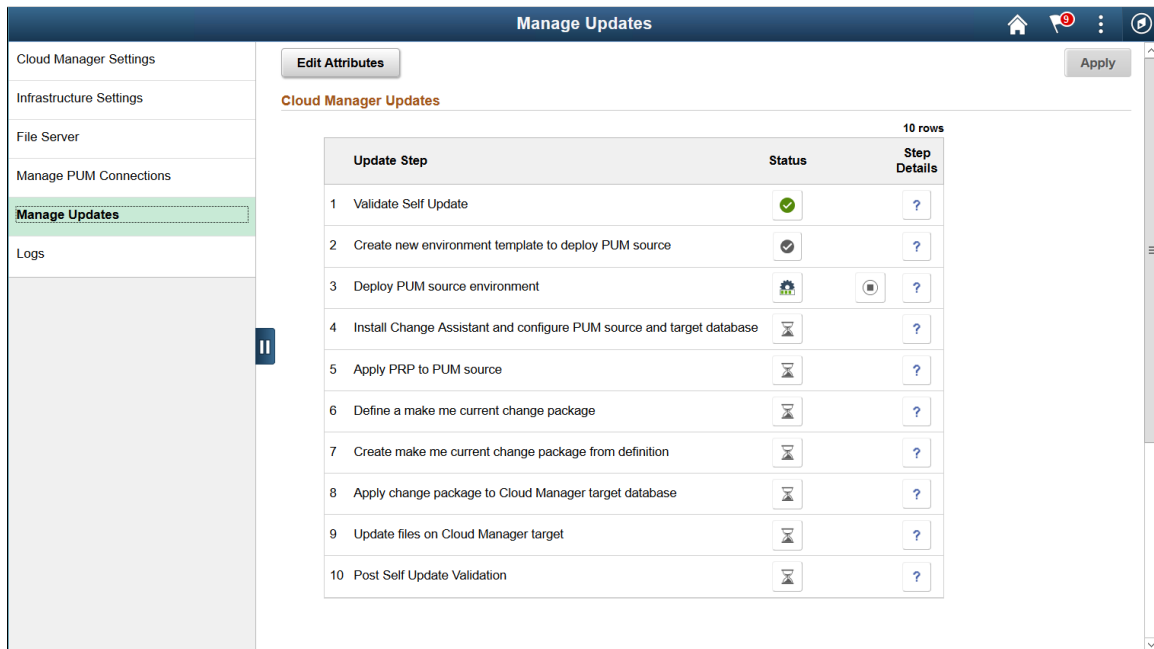 Manage Updates
9
Cloud Manager Settings
Infrastructure Settings
File Server
Manage PUM Connections
Manage Updates
Logs
Edit Attributes
Apply
Cloud Manager Updates
10 rows
Update Step Status Step Details
1 Validate Self Update ?
2 Create new environment template to deploy PUM source ?
3 Deploy PUM source environment ?
4 Install Change Assistant and configure PUM source and target database ?
5 Apply PRP to PUM source ?
6 Define a make me current change package ?
7 Create make me current change package from definition ?
8 Apply change package to Cloud Manager target database ?
9 Update files on Cloud Manager target ?
10 Post Self Update Validation ?